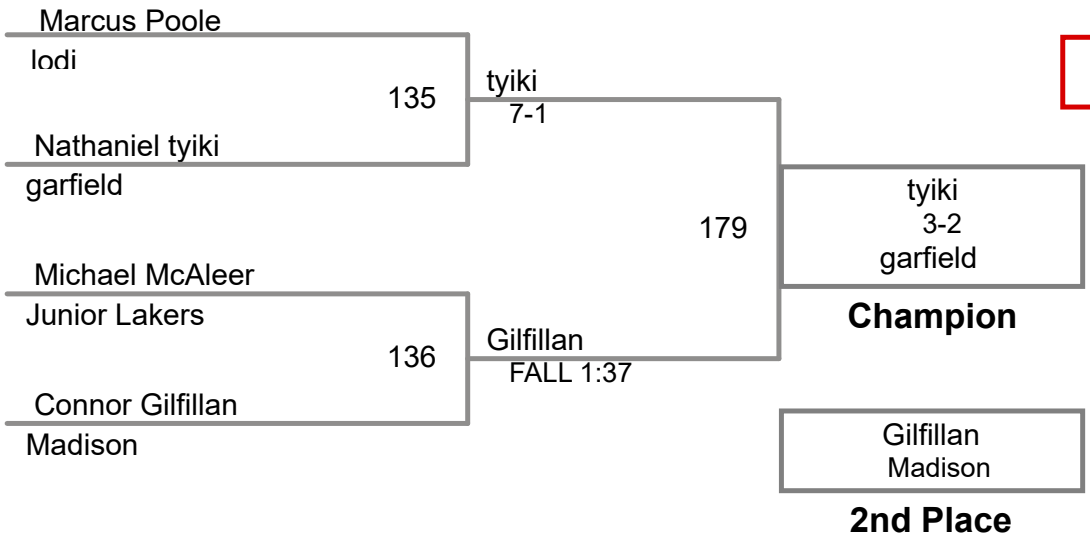 Marcus Poole
lodi
135
tyiki
7-1
Nathaniel tyiki
garfield
179
tyiki
3-2
garfield
Champion
Michael McAleer
Junior Lakers
136
Gilfillan
FALL 1:37
Connor Gilfillan
Madison
Gilfillan
Madison
2nd Place